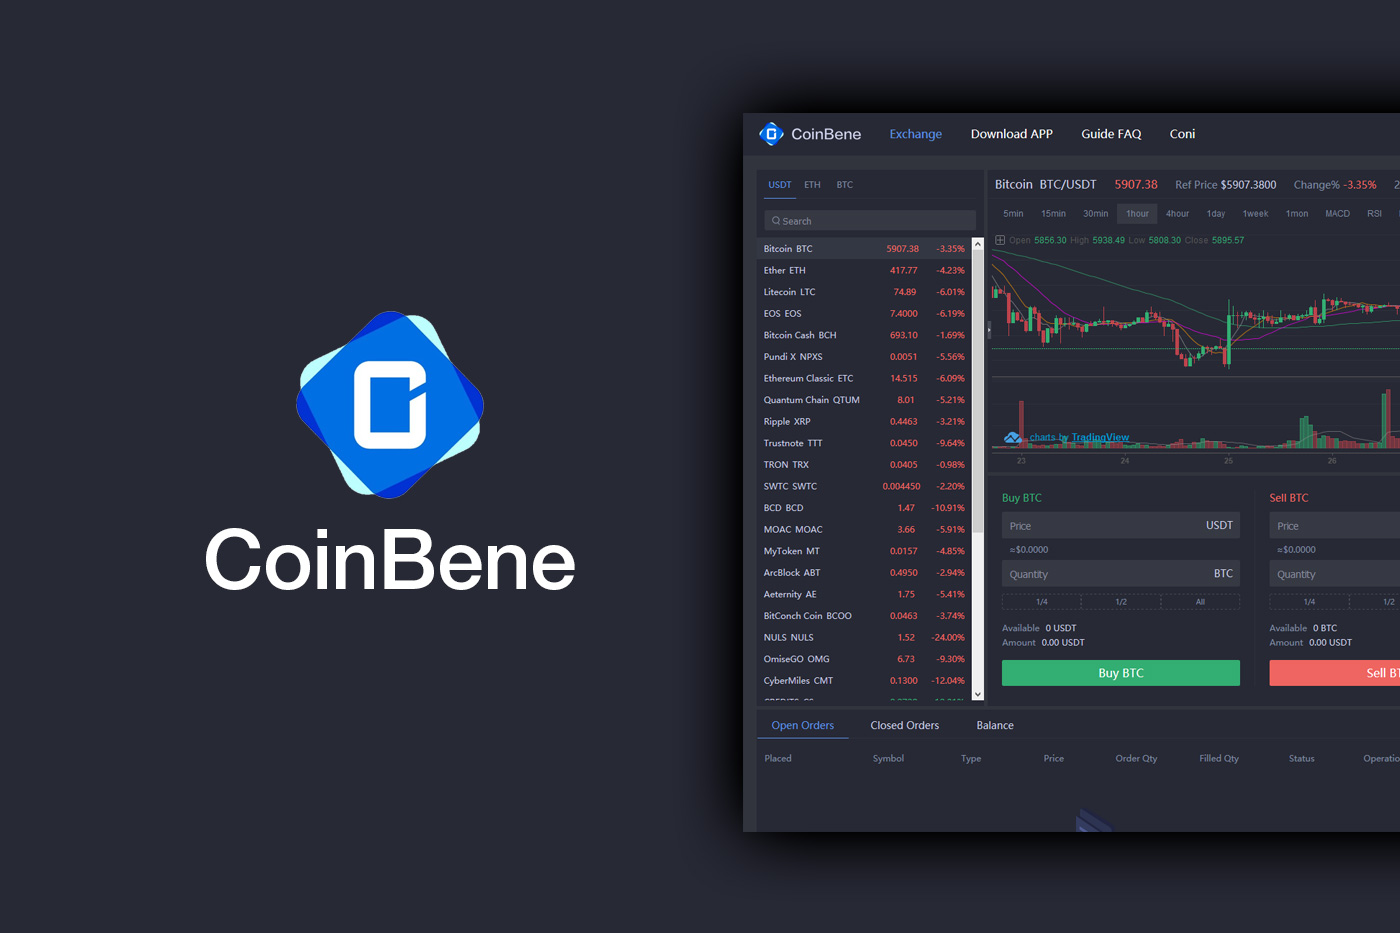 CoinBene
CoinBene Exchange Download APP Guide FAQ Coni
USDT ETH BTC
Search
Bitcoin BTC 5907.38 -3.35%
Ether ETH 417.77 -4.23%
Litecoin LTC 74.89 -6.01%
EOS EOS 7.4000 -6.19%
Bitcoin Cash BCH 693.10 -1.69%
Pundi X NPXS 0.0051 -5.56%
Ethereum Classic ETC 14.515 -6.09%
Quantum Chain QTUM 8.01 -5.21%
Ripple XRP 0.4463 -3.21%
Trustnote TTT 0.0450 -9.64%
TRON TRX 0.0405 -0.98%
SWTC SWTC 0.004450 -2.20%
BCD BCD 1.47 -10.91%
MOAC MOAC 3.66 -5.91%
MyToken MT 0.0157 -4.85%
ArcBlock ABT 0.4950 -2.94%
Aeternity AE 1.75 -5.41%
BitConch Coin BCOO 0.0463 -3.74%
NULS NULS 1.52 -24.00%
OmiseGO OMG 6.73 -9.30%
CyberMiles CMT 0.1300 -12.04%
Bitcoin BTC/USDT 5907.38 Ref Price $5907.3800 Change% -3.35% 2
5min 15min 30min 1hour 4hour 1day 1week 1mon MACD RSI
Open 5856.30 High 5938.49 Low 5808.30 Close 5895.57
charts by TradingView
23 24 25 26
Buy BTC
Price USDT
≈$0.0000
Quantity BTC
1/4 1/2 All
Available 0 USDT
Amount 0.00 USDT
Buy BTC
Sell BTC
Price
≈$0.0000
Quantity
1/4 1/2
Available 0 BTC
Amount 0.00 USDT
Sell BT
Open Orders Closed Orders Balance
Placed Symbol Type Price Order Qty Filled Qty Status Operatio